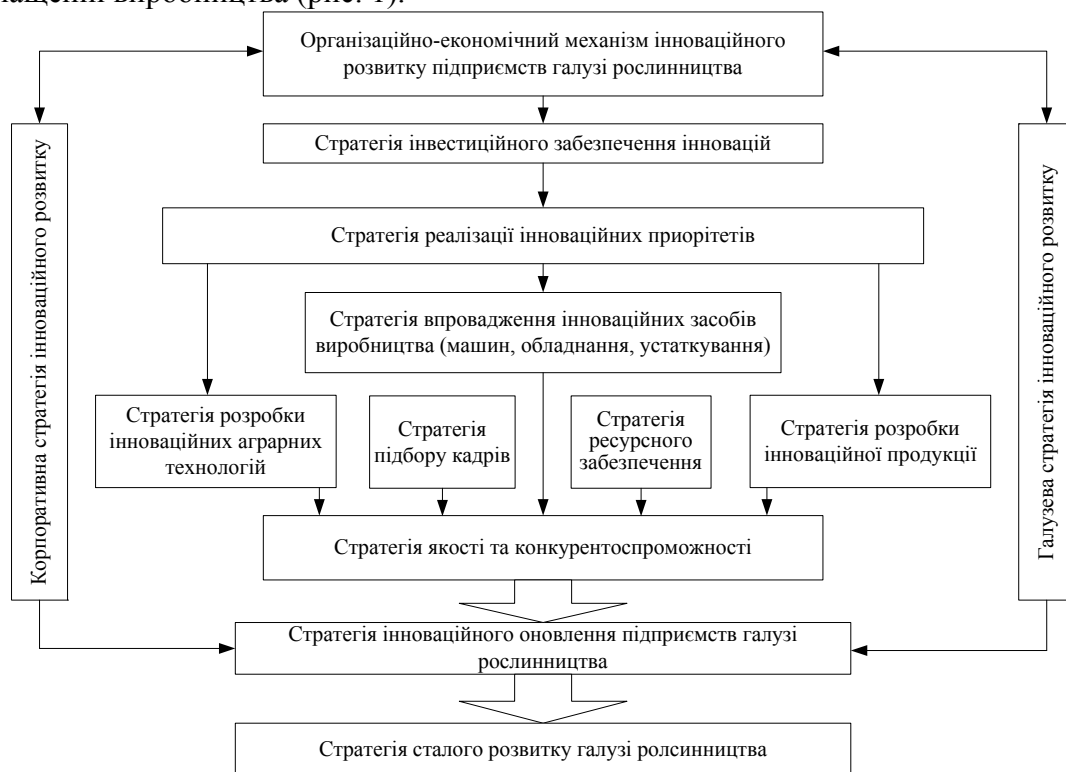 виробництва (рис. 1).
Організаційно-економічний механізм інноваційного
розвитку підприємств галузі рослинництва
Стратегія інвестиційного забезпечення інновацій
Корпоративна стратегія інноваційного розвитку
Галузева стратегія інноваційного розвитку
Стратегія реалізації інноваційних приорітетів
Стратегія впровадження інноваційних засобів
виробництва (машин, обладнання, устаткування)
Стратегія розробки
інноваційних аграрних
технологій
Стратегія
підбору кадрів
Стратегія
ресурсного
забезпечення
Стратегія розробки
інноваційної продукції
Стратегія якості та конкурентоспроможності
Стратегія інноваційного оновлення підприємств галузі
рослинництва
Стратегія сталого розвитку галузі ролсинництва